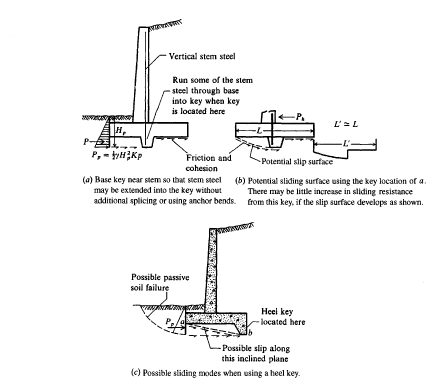 Vertical stem steel
Run some of the stem
steel through base
into key when key
is located here
H_p
P
P_p = ½γH_p²Kp
Friction and
cohesion
(a) Base key near stem so that stem steel
may be extended into the key without
additional splicing or using anchor bends.
P_h
L
L' ≃ L
L'
Potential slip surface
(b) Potential sliding surface using the key location of a.
There may be little increase in sliding resistance
from this key, if the slip surface develops as shown.
Possible passive
soil failure
P_p
a
Heel key
located here
b
Possible slip along
this inclined plane
(c) Possible sliding modes when using a heel key.